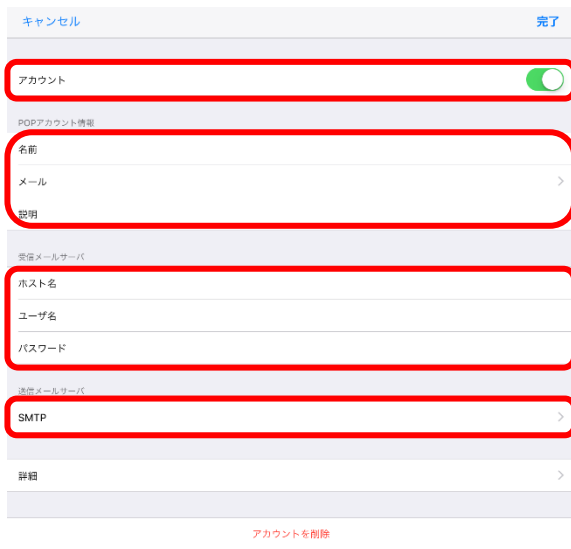 キャンセル 完了
アカウント
POPアカウント情報
名前
メール
説明
受信メールサーバ
ホスト名
ユーザ名
パスワード
送信メールサーバ
SMTP
詳細
アカウントを削除